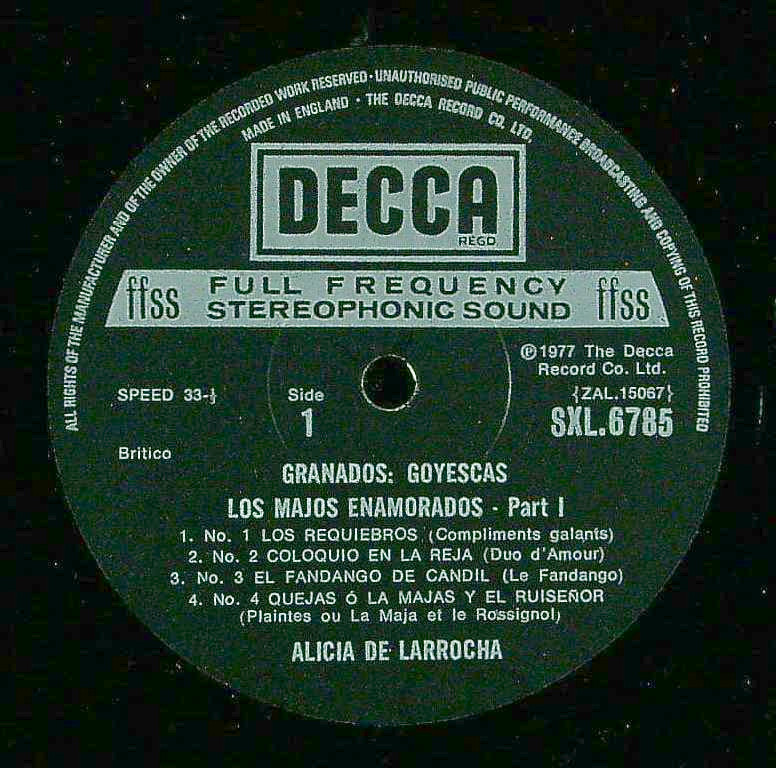 ALL RIGHTS OF THE MANUFACTURER AND OF THE OWNER OF THE RECORDED WORK RESERVED · UNAUTHORISED PUBLIC PERFORMANCE BROADCASTING AND COPYING OF THIS RECORD PROHIBITED
MADE IN ENGLAND · THE DECCA RECORD CO. LTD.
DECCA
REGD
ffss FULL FREQUENCY ffss
STEREOPHONIC SOUND
℗1977 The Decca
Record Co. Ltd.
SPEED 33-⅓ Side {ZAL.15067}
1 SXL.6785
Britico
GRANADOS: GOYESCAS
LOS MAJOS ENAMORADOS - Part I
1. No. 1 LOS REQUIEBROS (Compliments galants)
2. No. 2 COLOQUIO EN LA REJA (Duo d'Amour)
3. No. 3 EL FANDANGO DE CANDIL (Le Fandango)
4. No. 4 QUEJAS Ó LA MAJAS Y EL RUISEÑOR
(Plaintes ou La Maja et le Rossignol)
ALICIA DE LARROCHA